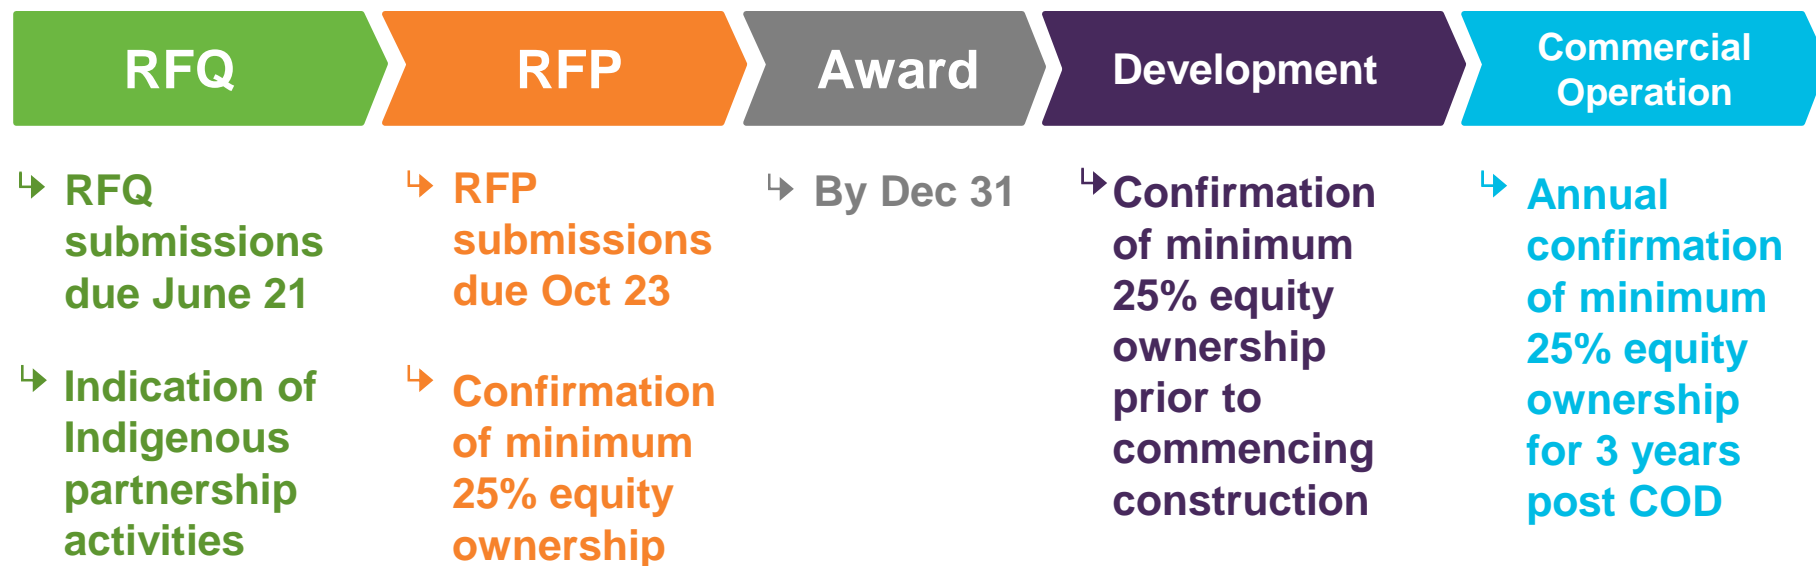 RFQ
RFP
Award
Development
Commercial
Operation
RFQ
submissions
due June 21
Indication of
Indigenous
partnership
activities
RFP
submissions
due Oct 23
Confirmation
of minimum
25% equity
ownership
By Dec 31
Confirmation
of minimum
25% equity
ownership
prior to
commencing
construction
Annual
confirmation
of minimum
25% equity
ownership
for 3 years
post COD